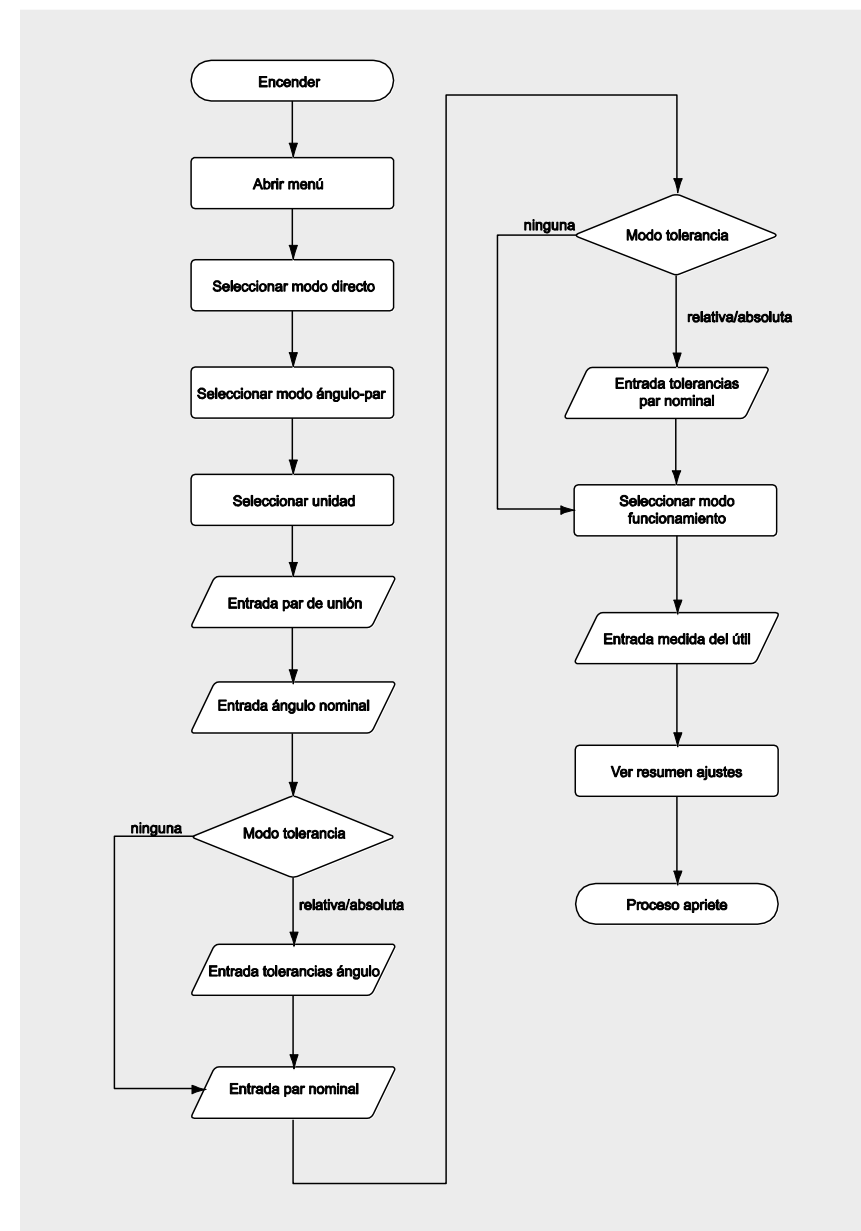 Encender
Abrir menú
Seleccionar modo directo
Seleccionar modo ángulo-par
Seleccionar unidad
Entrada par de unión
Entrada ángulo nominal
ninguna
Modo tolerancia
relativa/absoluta
Entrada tolerancias ángulo
Entrada par nominal
ninguna
Modo tolerancia
relativa/absoluta
Entrada tolerancias
par nominal
Seleccionar modo
funcionamiento
Entrada medida del útil
Ver resumen ajustes
Proceso apriete